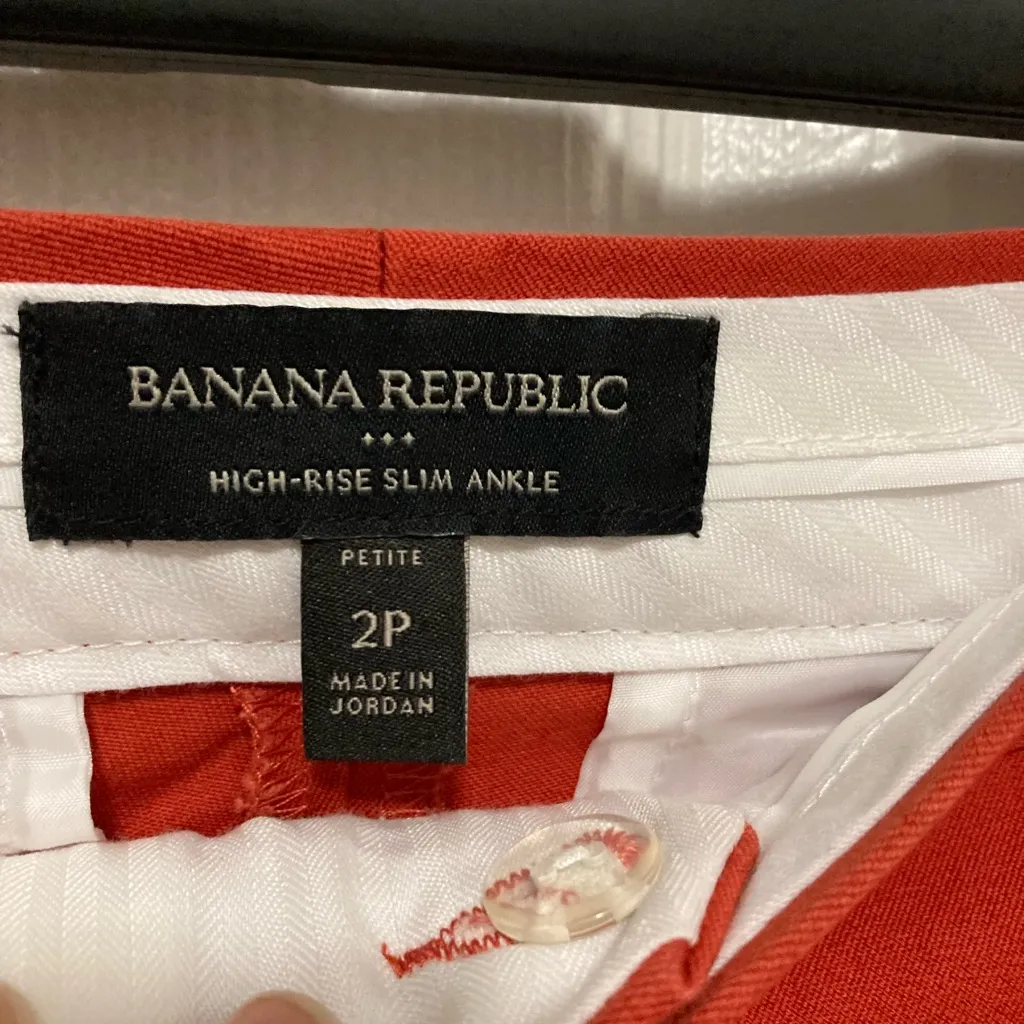 BANANA REPUBLIC
HIGH-RISE SLIM ANKLE
PETITE
2P
MADE IN
JORDAN